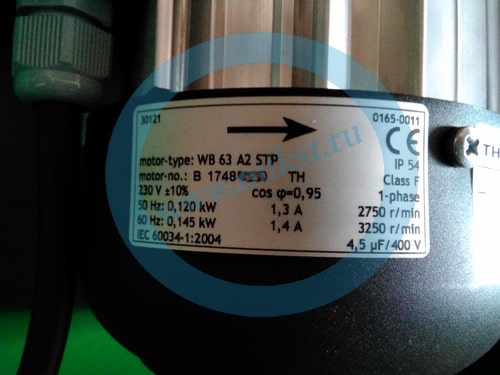 30121 0165-0011
CE
motor-type: WB 63 A2 STP IP 54
motor-no.: B TH Class F
230 V ±10% cos φ=0,95 1-phase
50 Hz: 0,120 kW 1,3 A 2750 r/min
60 Hz: 0,145 kW 1,4 A 3250 r/min
IEC 60034-1:2004 4,5 µF/400 V
TH